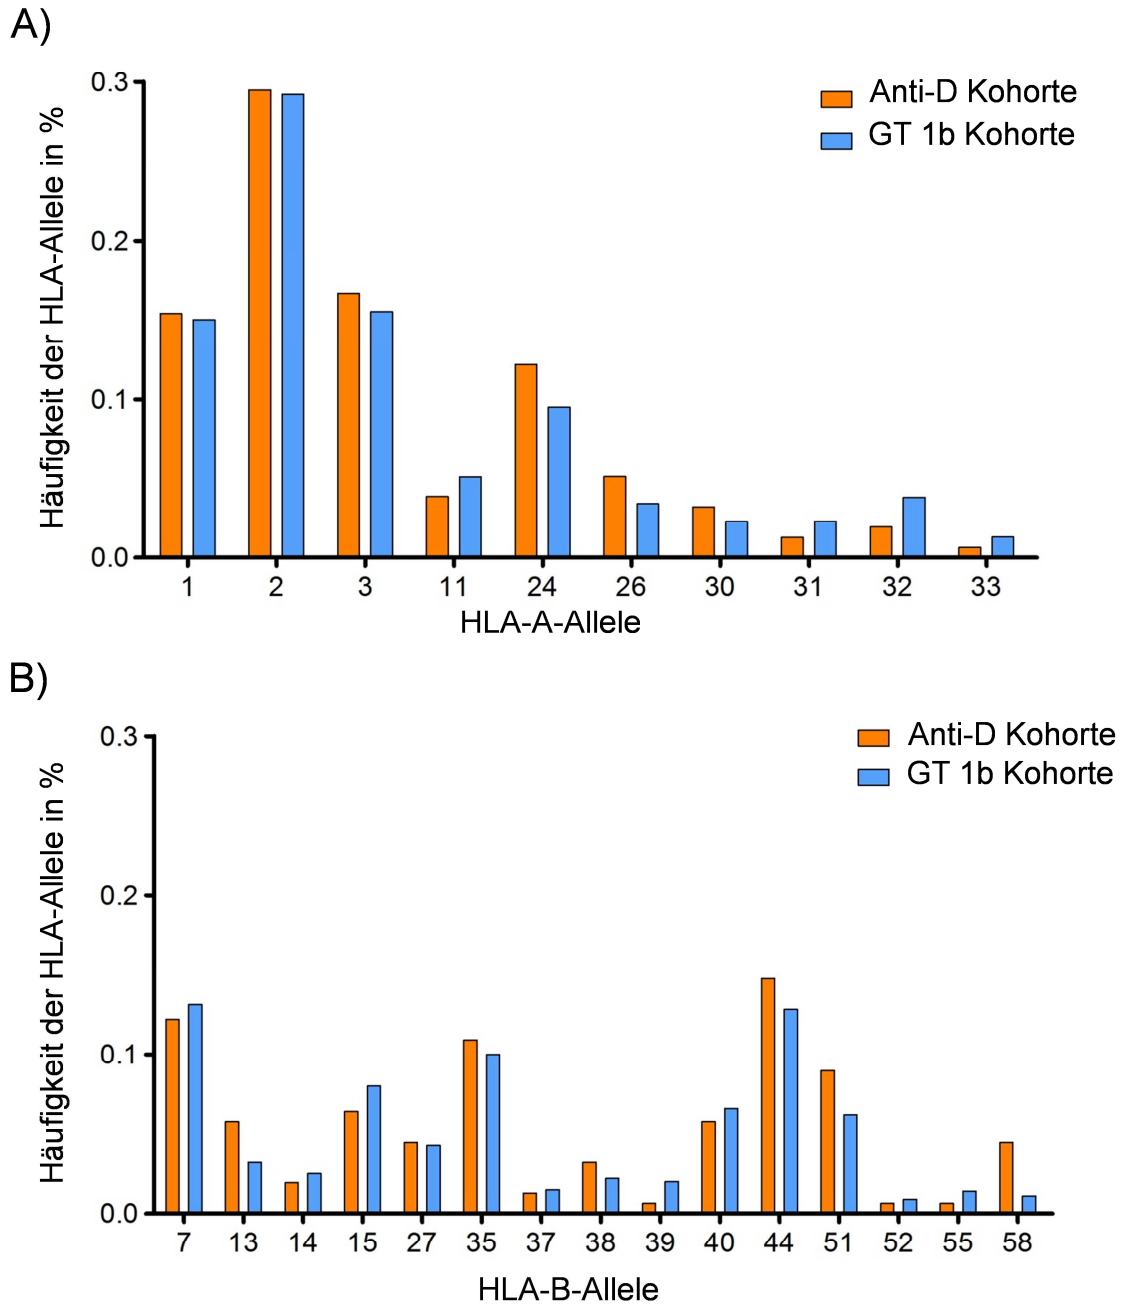 A)
Häufigkeit der HLA-Allele in %
0.3
0.2
0.1
0.0
Anti-D Kohorte
GT 1b Kohorte
1 2 3 11 24 26 30 31 32 33
HLA-A-Allele
B)
Häufigkeit der HLA-Allele in %
0.3
0.2
0.1
0.0
Anti-D Kohorte
GT 1b Kohorte
7 13 14 15 27 35 37 38 39 40 44 51 52 55 58
HLA-B-Allele